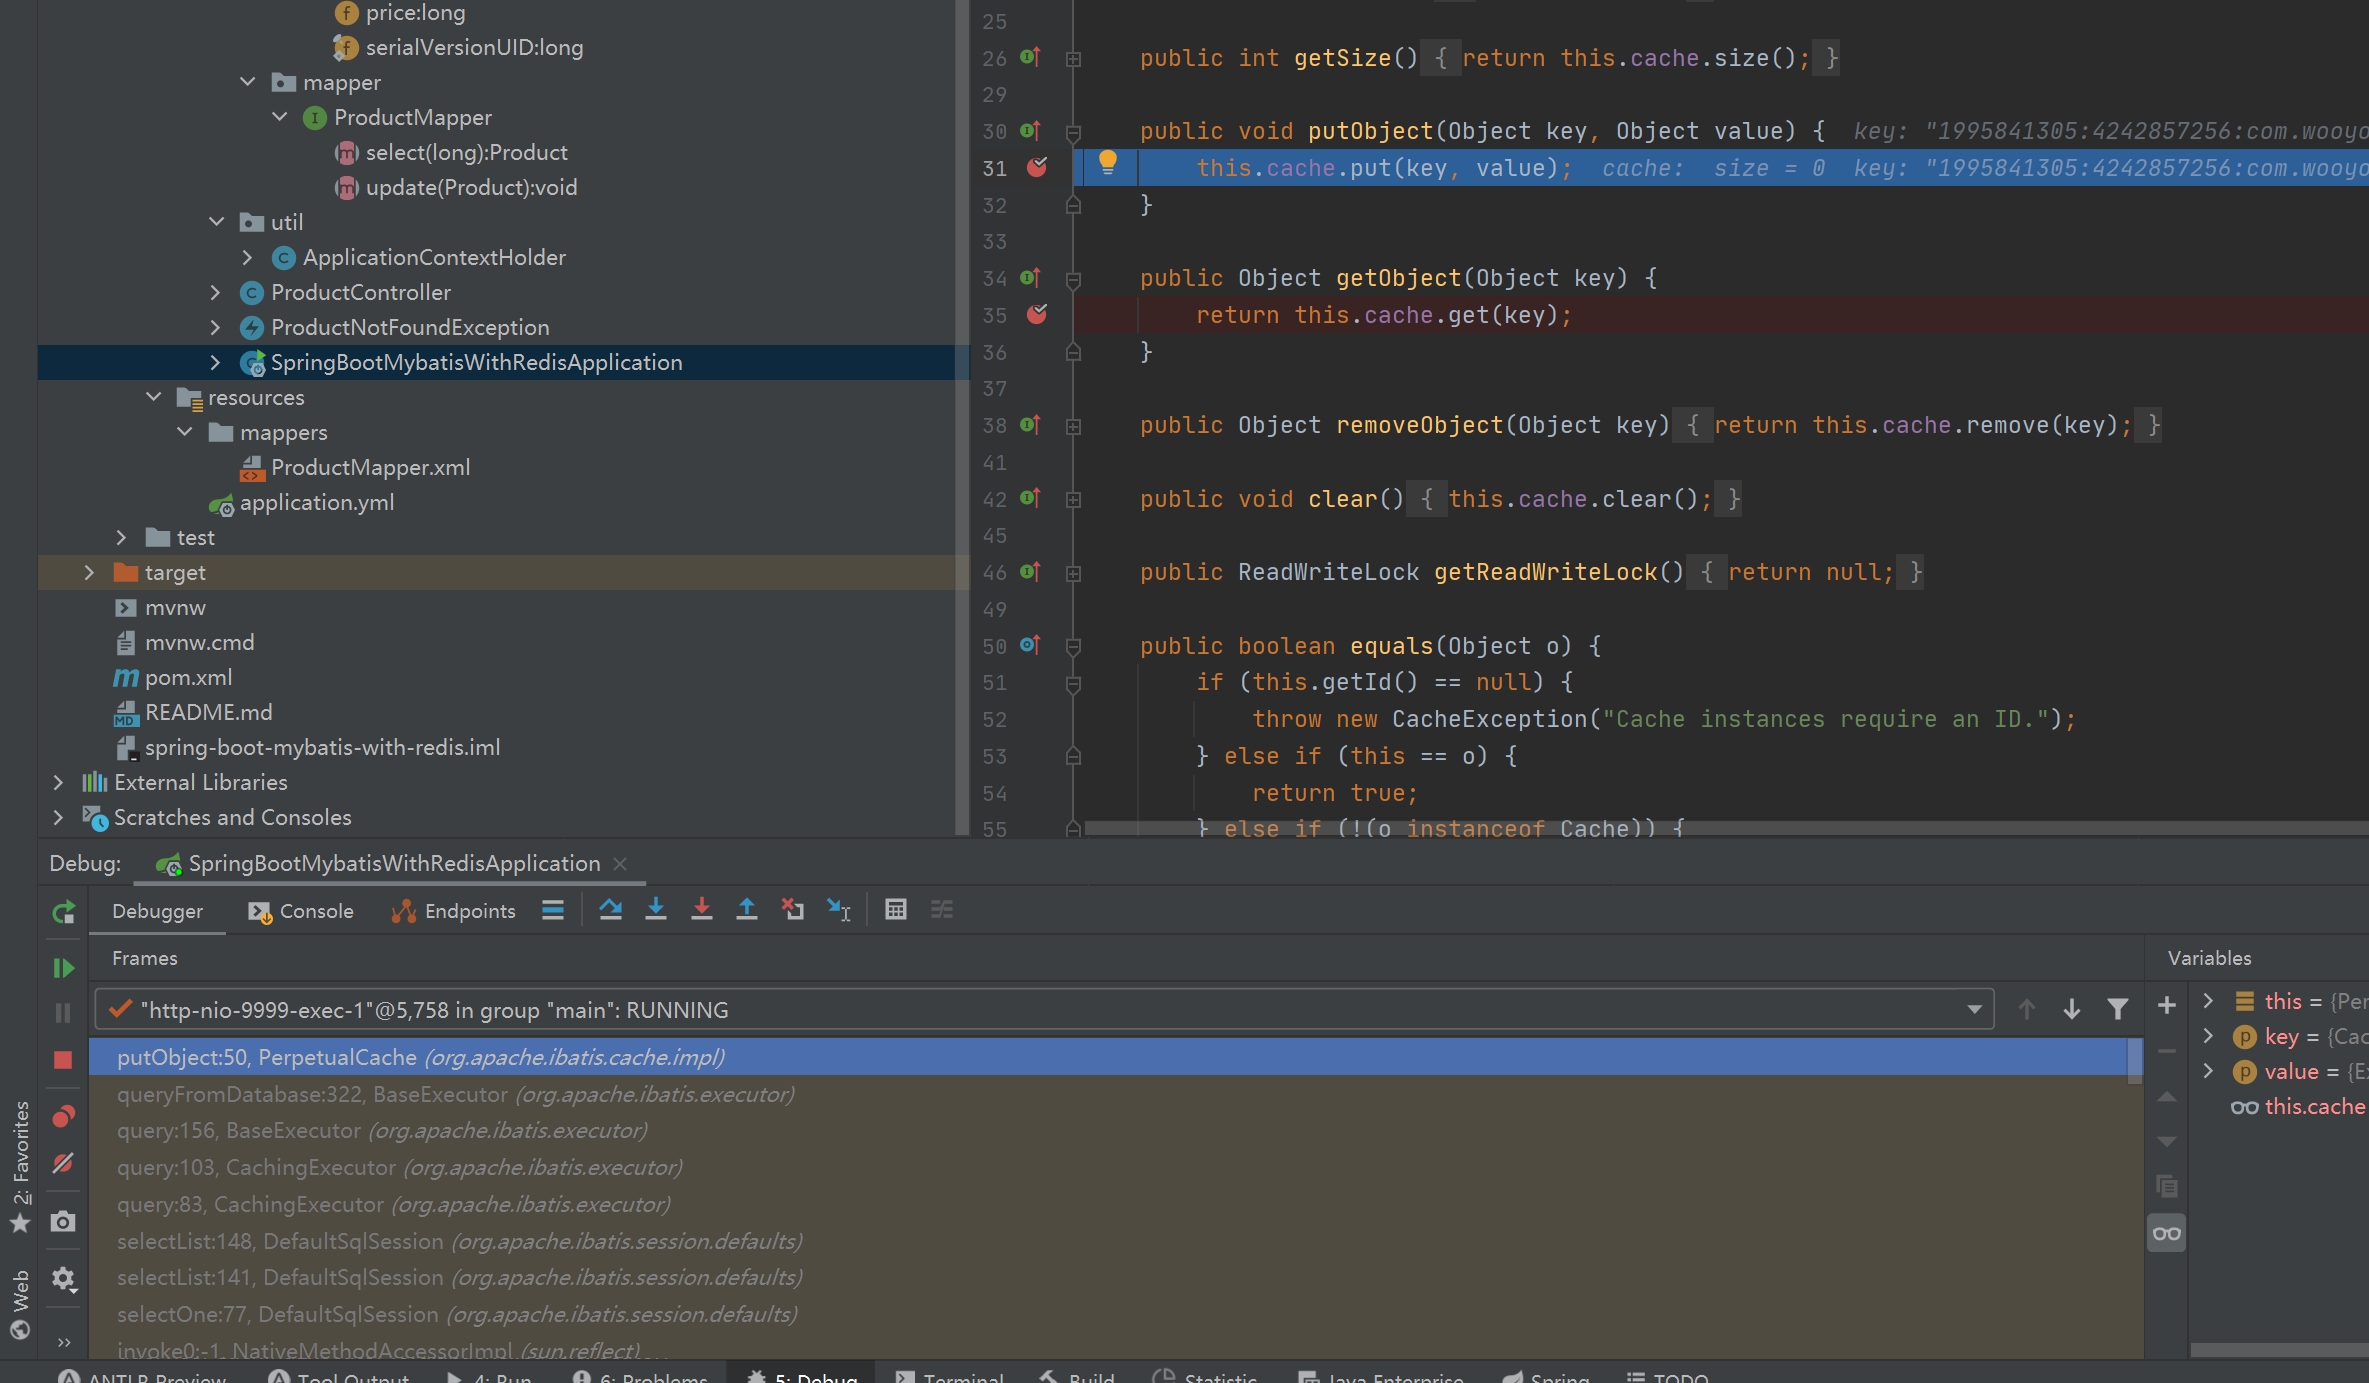 price:long
serialVersionUID:long
mapper
ProductMapper
select(long):Product
update(Product):void
util
ApplicationContextHolder
ProductController
ProductNotFoundException
SpringBootMybatisWithRedisApplication
resources
mappers
ProductMapper.xml
application.yml
test
target
mvnw
mvnw.cmd
pom.xml
README.md
spring-boot-mybatis-with-redis.iml
External Libraries
Scratches and Consoles
25
26 public int getSize() { return this.cache.size(); }
29
30 public void putObject(Object key, Object value) { key: "1995841305:4242857256:com.wooyo
31 this.cache.put(key, value); cache: size = 0 key: "1995841305:4242857256:com.wooyo
32 }
33
34 public Object getObject(Object key) {
35 return this.cache.get(key);
36 }
37
38 public Object removeObject(Object key) { return this.cache.remove(key); }
41
42 public void clear() { this.cache.clear(); }
45
46 public ReadWriteLock getReadWriteLock() { return null; }
49
50 public boolean equals(Object o) {
51 if (this.getId() == null) {
52 throw new CacheException("Cache instances require an ID.");
53 } else if (this == o) {
54 return true;
55 } else if (!(o instanceof Cache)) {
Debug: SpringBootMybatisWithRedisApplication
Debugger Console Endpoints
Frames
"http-nio-9999-exec-1"@5,758 in group "main": RUNNING
putObject:50, PerpetualCache (org.apache.ibatis.cache.impl)
queryFromDatabase:322, BaseExecutor (org.apache.ibatis.executor)
query:156, BaseExecutor (org.apache.ibatis.executor)
query:103, CachingExecutor (org.apache.ibatis.executor)
query:83, CachingExecutor (org.apache.ibatis.executor)
selectList:148, DefaultSqlSession (org.apache.ibatis.session.defaults)
selectList:141, DefaultSqlSession (org.apache.ibatis.session.defaults)
selectOne:77, DefaultSqlSession (org.apache.ibatis.session.defaults)
invoke0:-1, NativeMethodAccessorImpl (sun.reflect)
Variables
this = {Per
key = {Cac
value = {Ex
this.cache
2: Favorites
Web
ANTLR Preview Tool Output 4: Run 6: Problems 5: Debug Terminal Build Statistic Java Enterprise Spring TODO